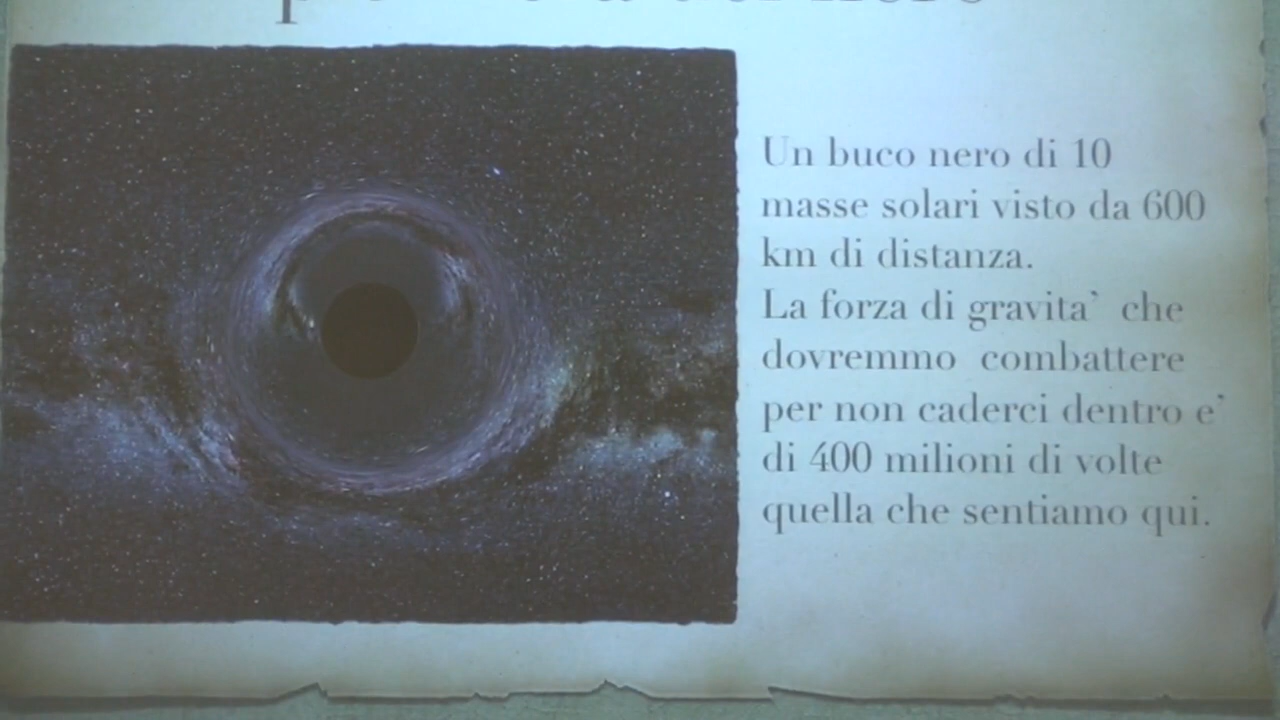 Un buco nero di 10
masse solari visto da 600
km di distanza.
La forza di gravita’ che
dovremmo combattere
per non caderci dentro e’
di 400 milioni di volte
quella che sentiamo qui.